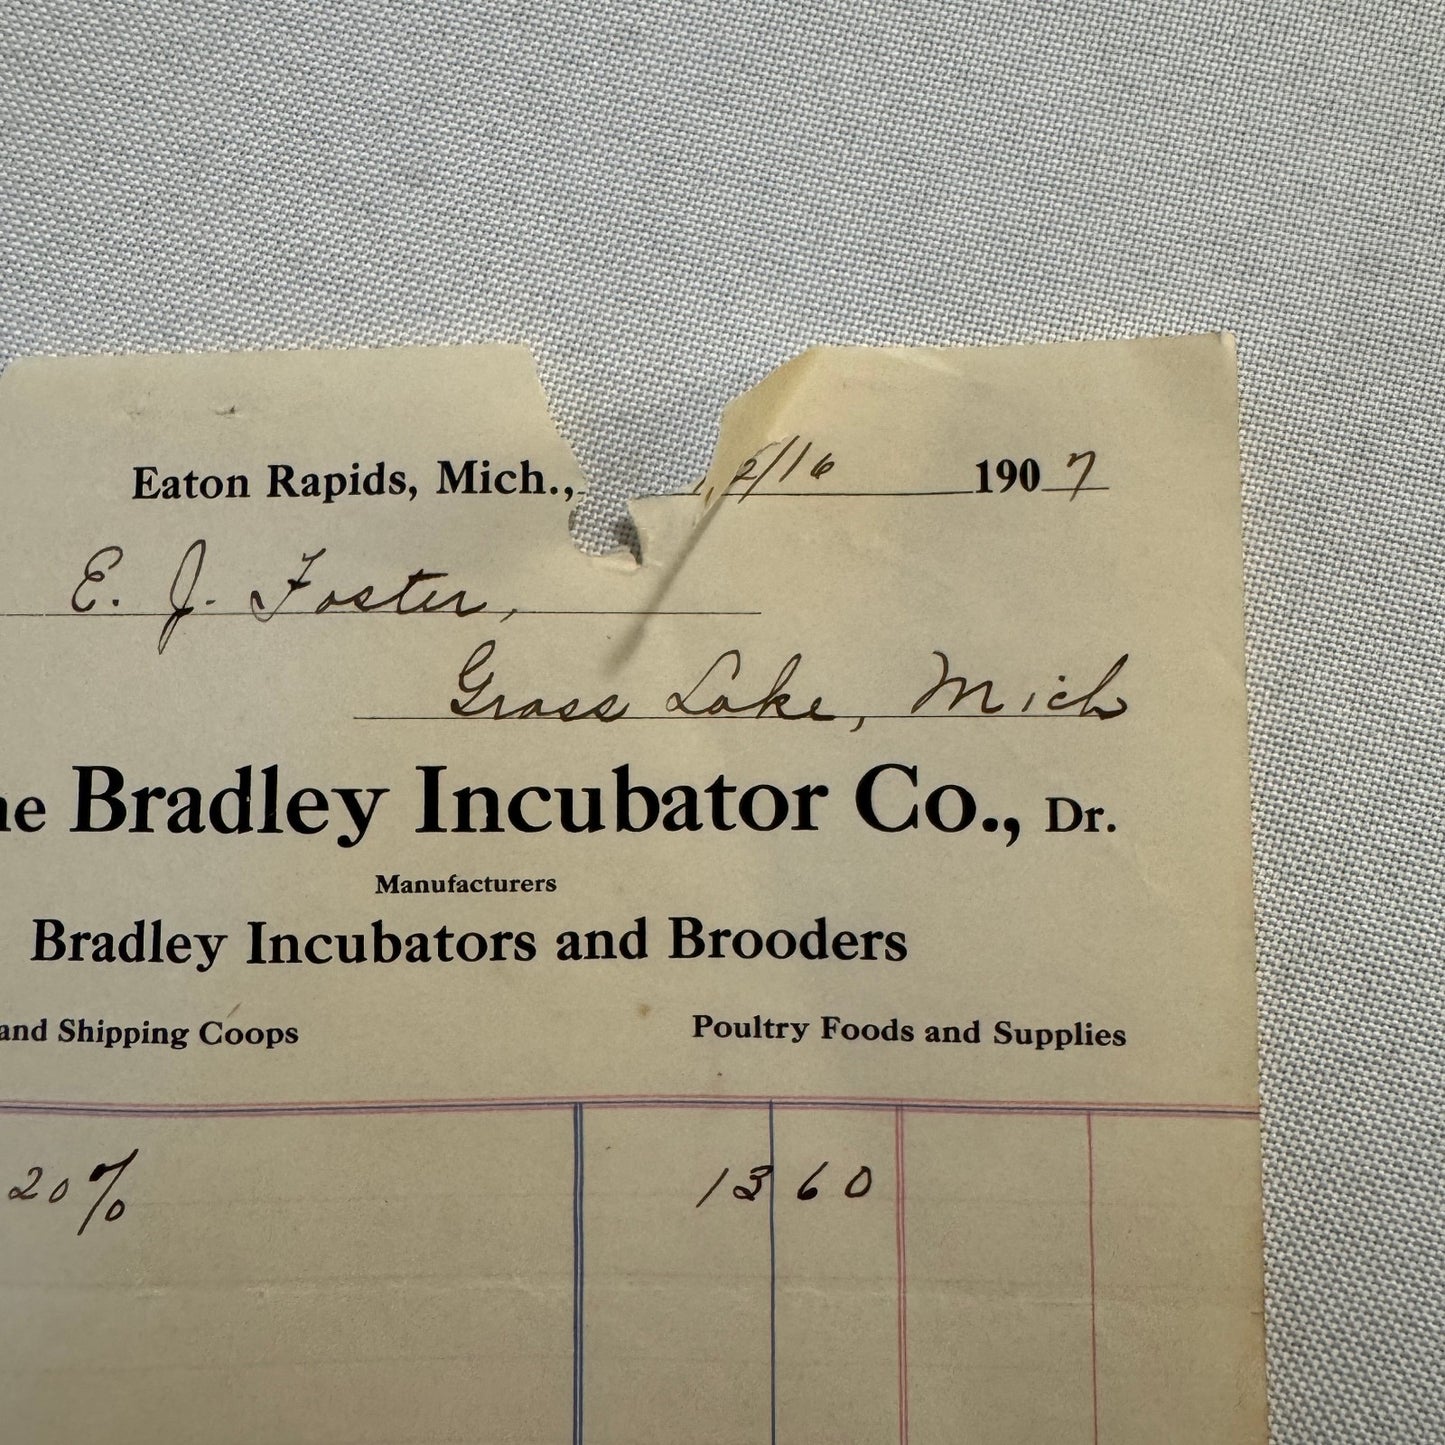 Eaton Rapids, Mich., 2/16 1907
E. J. Foster,
Grass Lake, Mich
Bradley Incubator Co., Dr.
Manufacturers
Bradley Incubators and Brooders
and Shipping Coops Poultry Foods and Supplies
20% 13 60